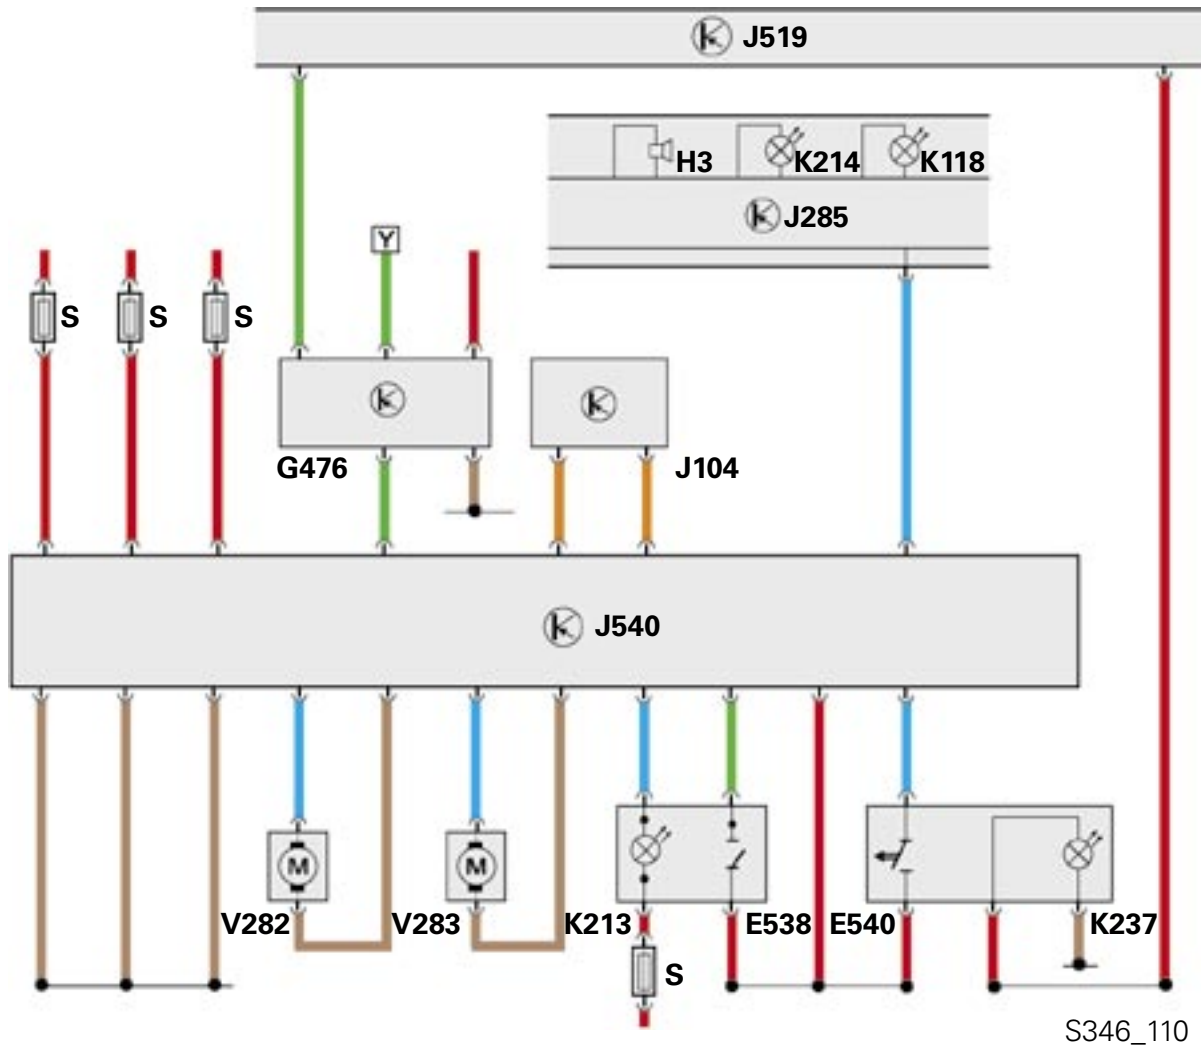 J519
H3
K214
K118
J285
Y
S
S
S
G476
J104
J540
M
M
V282
V283
K213
E538
E540
K237
S
S346_110